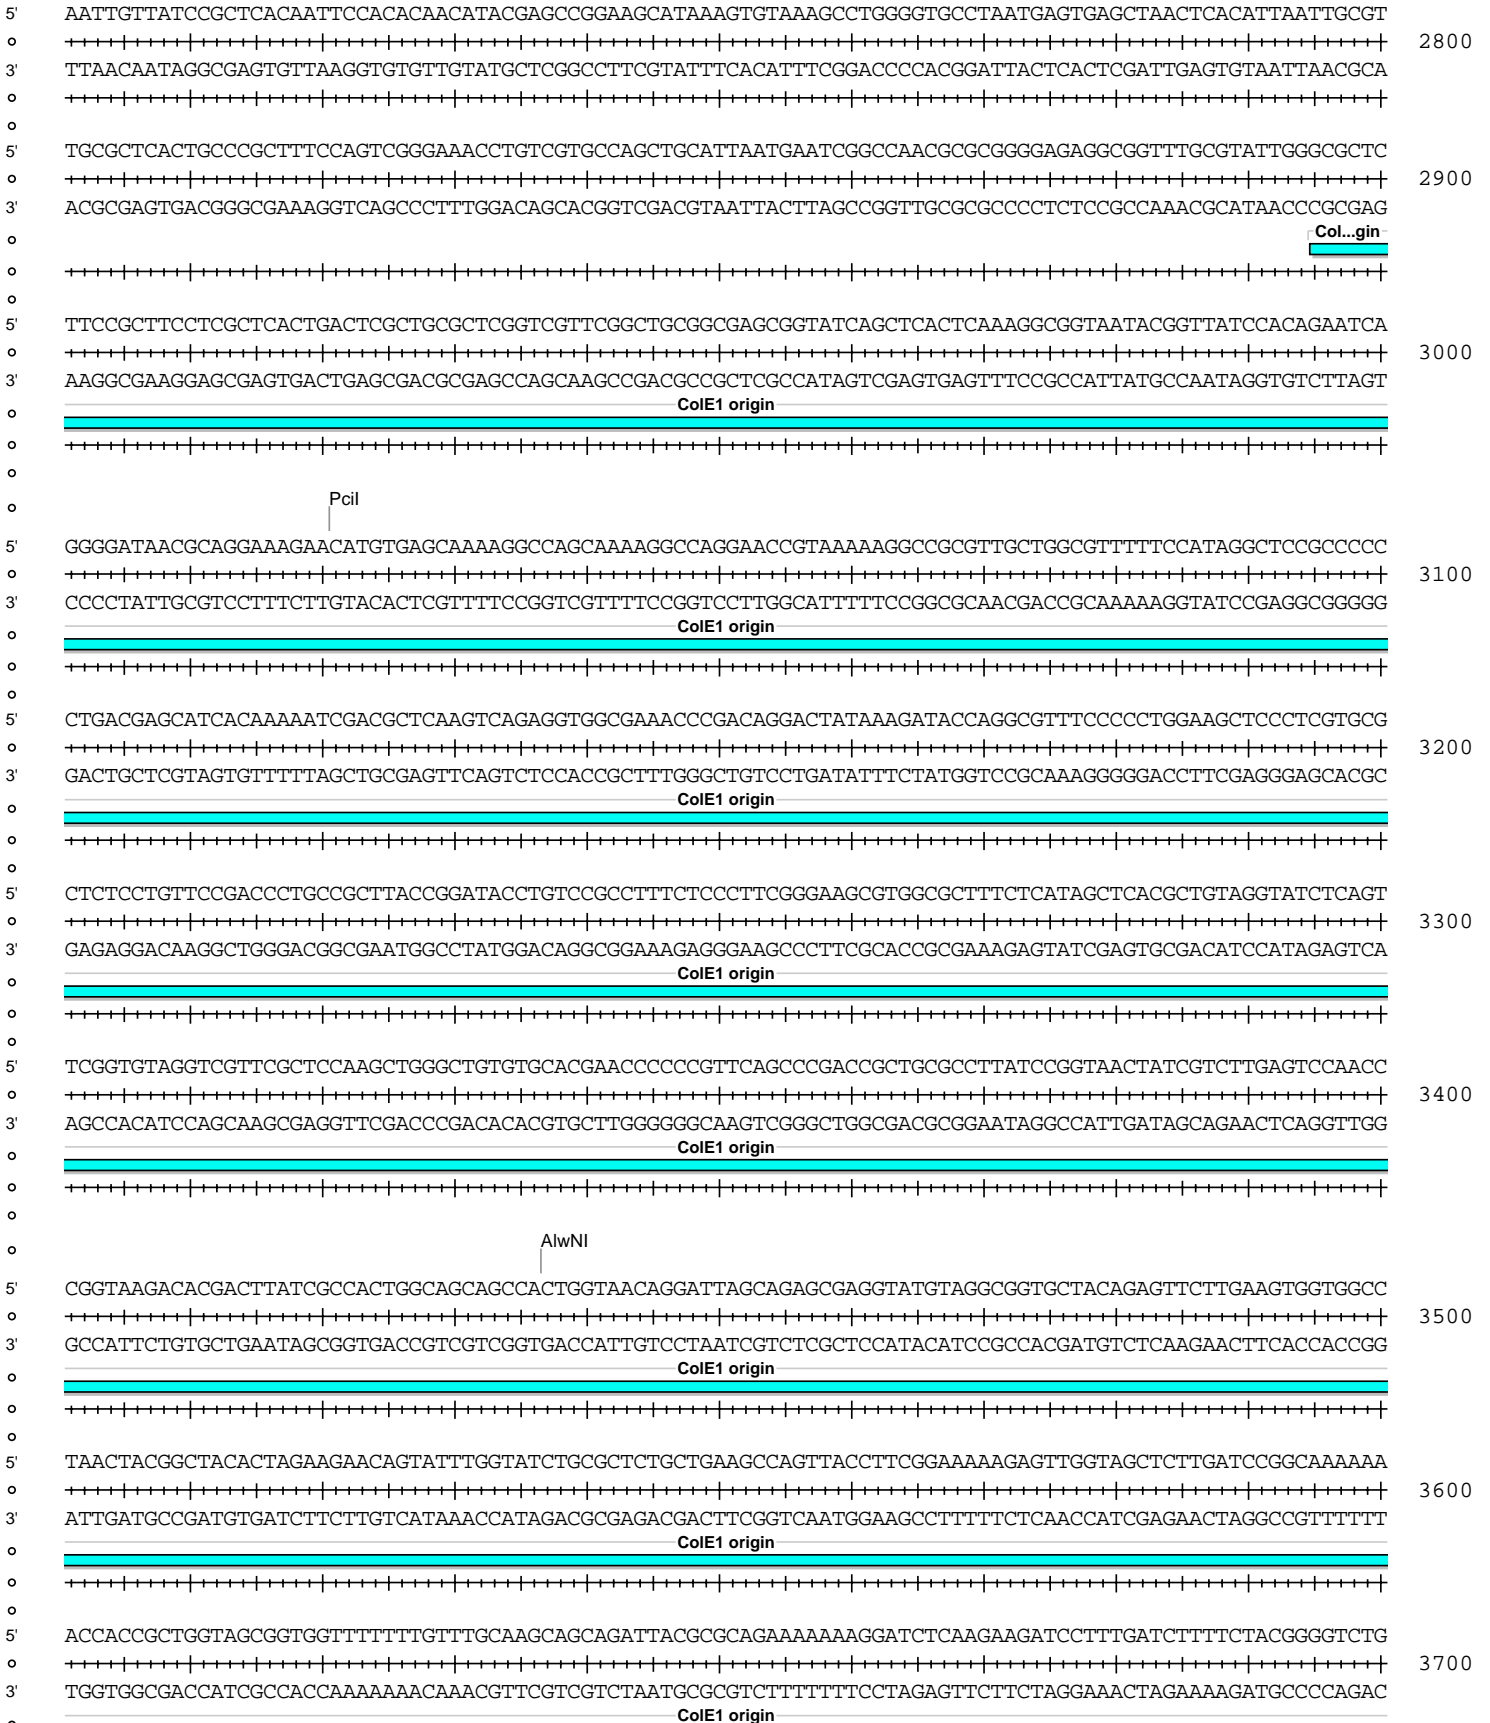 5' AATTGTTATCCGCTCACAATTCCACACAACATACGAGCCGGAAGCATAAAGTGTAAAGCCTGGGGTGCCTAATGAGTGAGCTAACTCACATTAATTGCGT
2800
3' TTAACAATAGGCGAGTGTTAAGGTGTGTTGTATGCTCGGCCTTCGTATTTCACATTTCGGACCCCACGGATTACTCACTCGATTGAGTGTAATTAACGCA
5' TGCGCTCACTGCCCGCTTTCCAGTCGGGAAACCTGTCGTGCCAGCTGCATTAATGAATCGGCCAACGCGCGGGGAGAGGCGGTTTGCGTATTGGGCGCTC
2900
3' ACGCGAGTGACGGGCGAAAGGTCAGCCCTTTGGACAGCACGGTCGACGTAATTACTTAGCCGGTTGCGCGCCCCTCTCCGCCAAACGCATAACCCGCGAG
Col...gin
5' TTCCGCTTCCTCGCTCACTGACTCGCTGCGCTCGGTCGTTCGGCTGCGGCGAGCGGTATCAGCTCACTCAAAGGCGGTAATACGGTTATCCACAGAATCA
3000
3' AAGGCGAAGGAGCGAGTGACTGAGCGACGCGAGCCAGCAAGCCGACGCCGCTCGCCATAGTCGAGTGAGTTTCCGCCATTATGCCAATAGGTGTCTTAGT
ColE1 origin
PciI
5' GGGGATAACGCAGGAAAGAACATGTGAGCAAAAGGCCAGCAAAAGGCCAGGAACCGTAAAAAGGCCGCGTTGCTGGCGTTTTTCCATAGGCTCCGCCCCC
3100
3' CCCCTATTGCGTCCTTTCTTGTACACTCGTTTTCCGGTCGTTTTCCGGTCCTTGGCATTTTTCCGGCGCAACGACCGCAAAAAGGTATCCGAGGCGGGGG
ColE1 origin
5' CTGACGAGCATCACAAAAATCGACGCTCAAGTCAGAGGTGGCGAAACCCGACAGGACTATAAAGATACCAGGCGTTTCCCCCTGGAAGCTCCCTCGTGCG
3200
3' GACTGCTCGTAGTGTTTTTAGCTGCGAGTTCAGTCTCCACCGCTTTGGGCTGTCCTGATATTTCTATGGTCCGCAAAGGGGGACCTTCGAGGGAGCACGC
ColE1 origin
5' CTCTCCTGTTCCGACCCTGCCGCTTACCGGATACCTGTCCGCCTTTCTCCCTTCGGGAAGCGTGGCGCTTTCTCATAGCTCACGCTGTAGGTATCTCAGT
3300
3' GAGAGGACAAGGCTGGGACGGCGAATGGCCTATGGACAGGCGGAAAGAGGGAAGCCCTTCGCACCGCGAAAGAGTATCGAGTGCGACATCCATAGAGTCA
ColE1 origin
5' TCGGTGTAGGTCGTTCGCTCCAAGCTGGGCTGTGTGCACGAACCCCCCGTTCAGCCCGACCGCTGCGCCTTATCCGGTAACTATCGTCTTGAGTCCAACC
3400
3' AGCCACATCCAGCAAGCGAGGTTCGACCCGACACACGTGCTTGGGGGGCAAGTCGGGCTGGCGACGCGGAATAGGCCATTGATAGCAGAACTCAGGTTGG
ColE1 origin
AlwNI
5' CGGTAAGACACGACTTATCGCCACTGGCAGCAGCCACTGGTAACAGGATTAGCAGAGCGAGGTATGTAGGCGGTGCTACAGAGTTCTTGAAGTGGTGGCC
3500
3' GCCATTCTGTGCTGAATAGCGGTGACCGTCGTCGGTGACCATTGTCCTAATCGTCTCGCTCCATACATCCGCCACGATGTCTCAAGAACTTCACCACCGG
ColE1 origin
5' TAACTACGGCTACACTAGAAGAACAGTATTTGGTATCTGCGCTCTGCTGAAGCCAGTTACCTTCGGAAAAAGAGTTGGTAGCTCTTGATCCGGCAAAAAA
3600
3' ATTGATGCCGATGTGATCTTCTTGTCATAAACCATAGACGCGAGACGACTTCGGTCAATGGAAGCCTTTTTCTCAACCATCGAGAACTAGGCCGTTTTTT
ColE1 origin
5' ACCACCGCTGGTAGCGGTGGTTTTTTTGTTTGCAAGCAGCAGATTACGCGCAGAAAAAAAGGATCTCAAGAAGATCCTTTGATCTTTTCTACGGGGTCTG
3700
3' TGGTGGCGACCATCGCCACCAAAAAAACAAACGTTCGTCGTCTAATGCGCGTCTTTTTTTCCTAGAGTTCTTCTAGGAAACTAGAAAAGATGCCCCAGAC
ColE1 origin